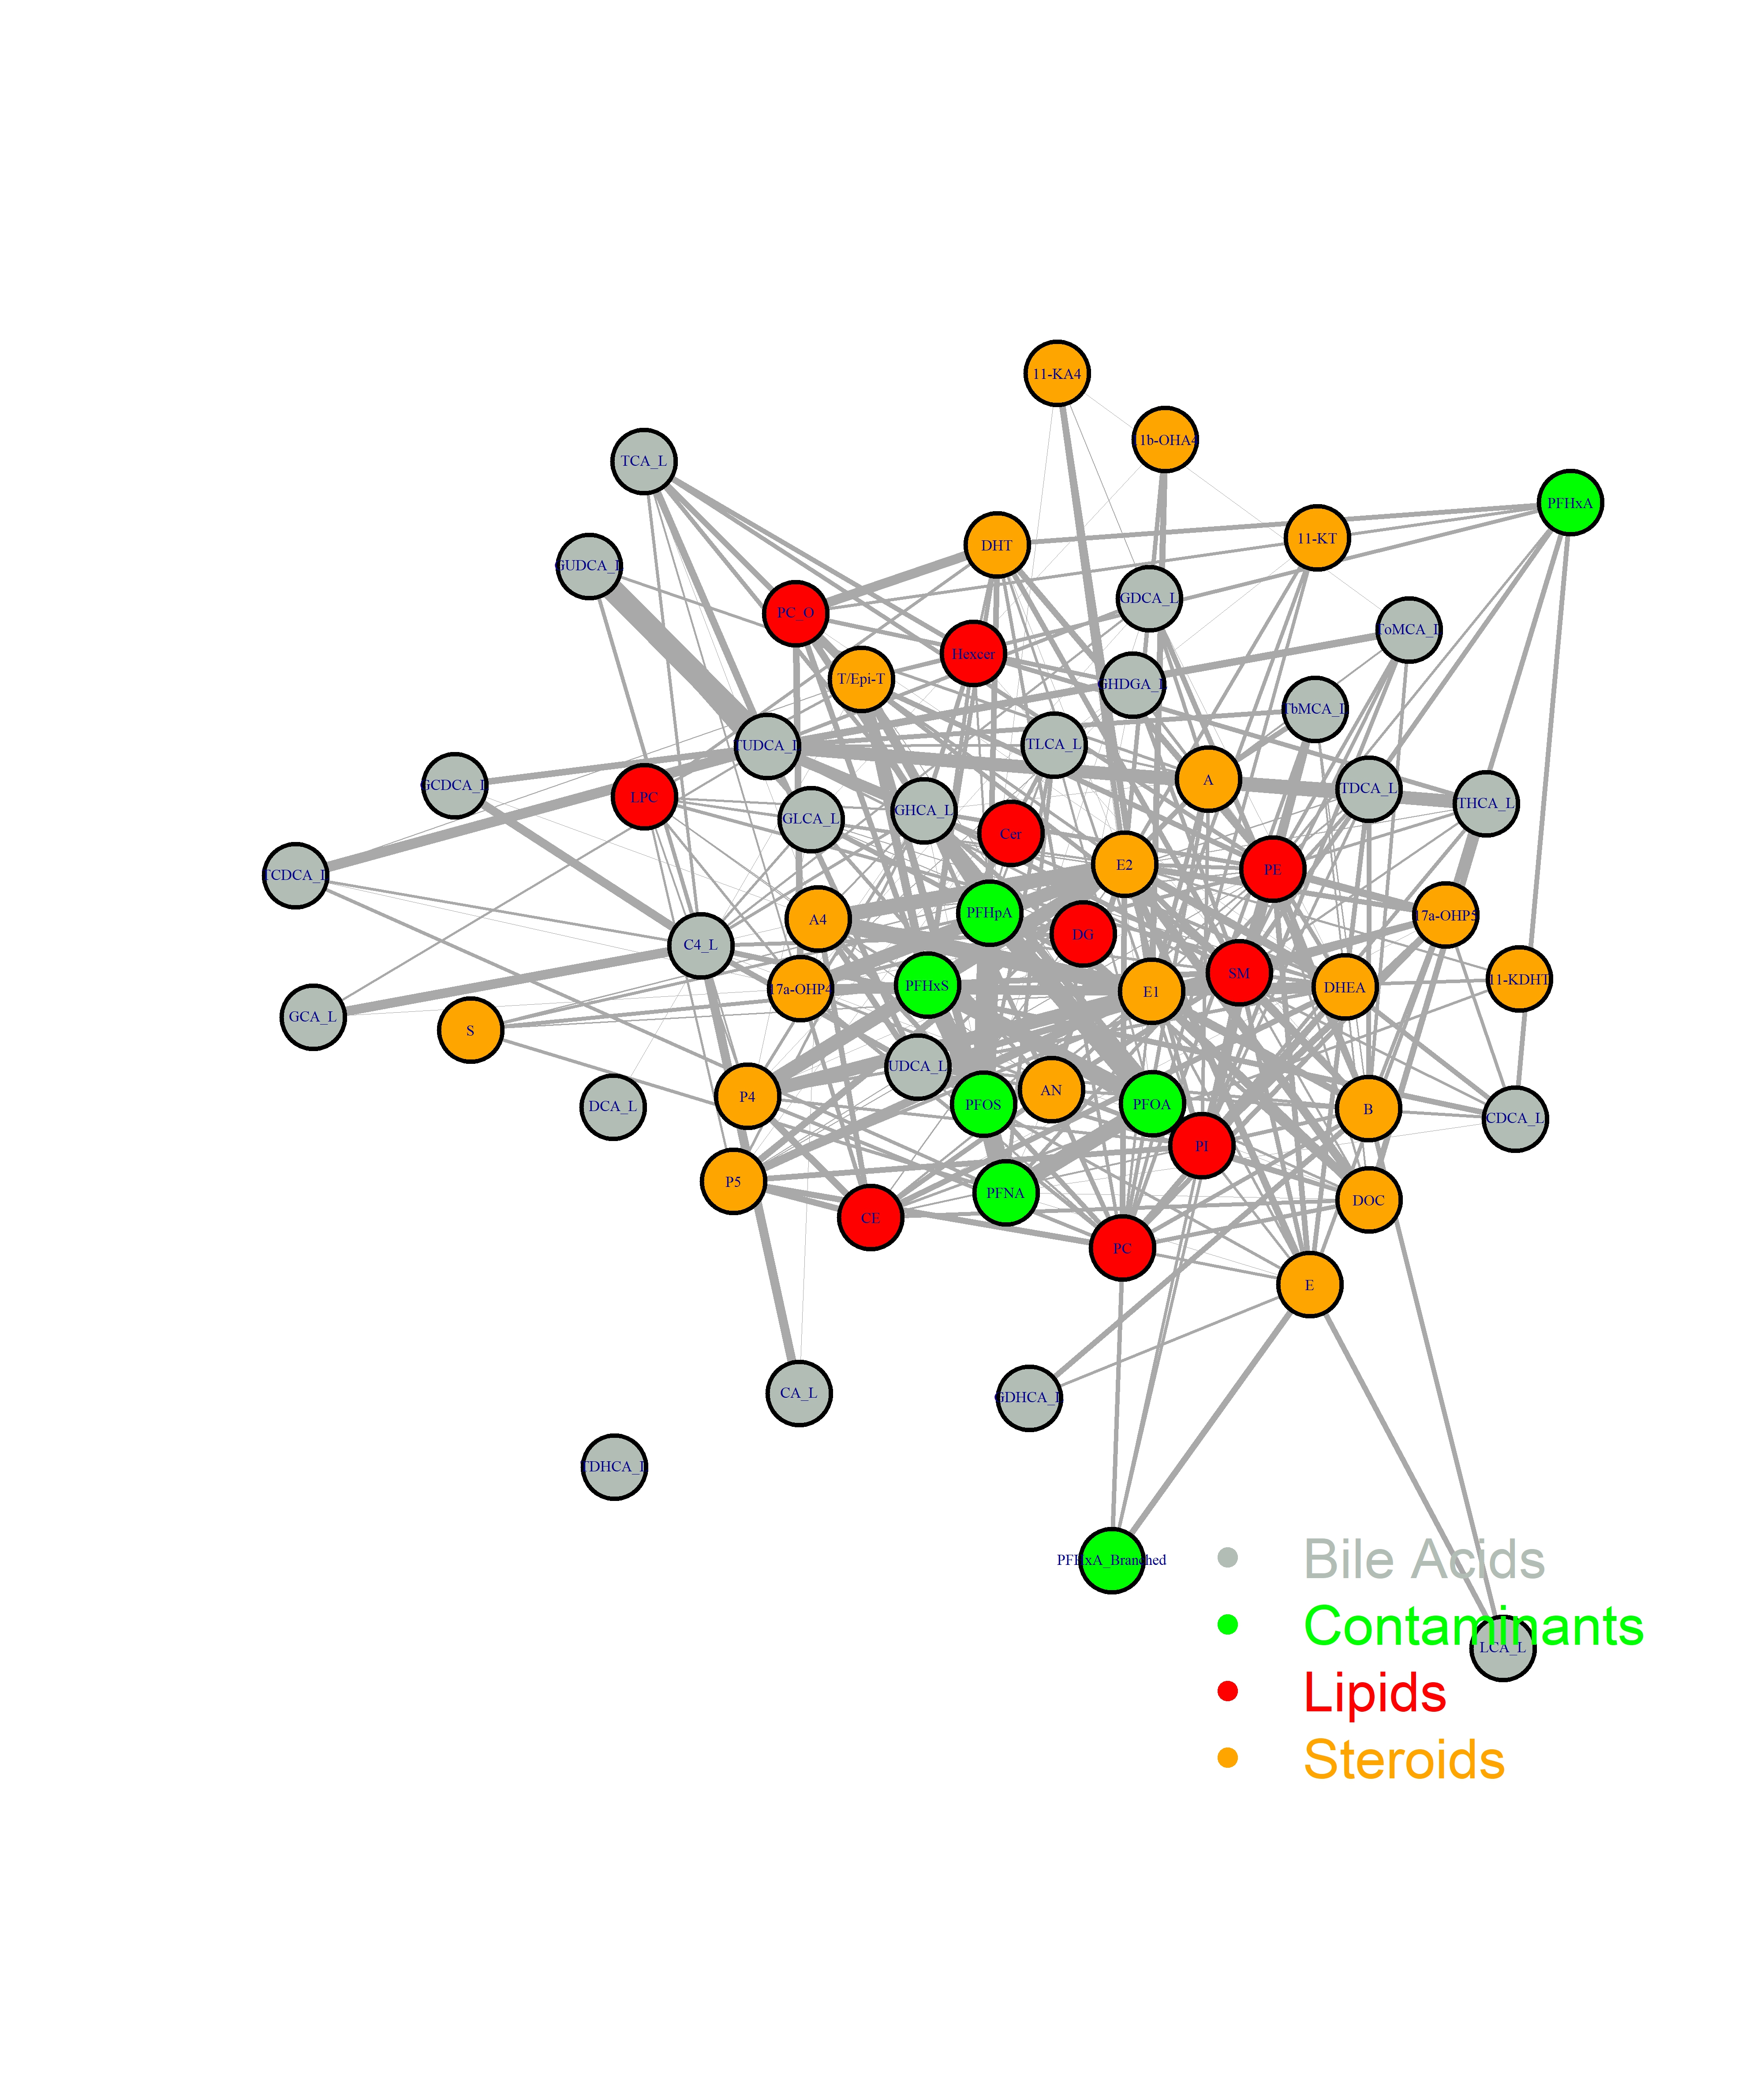 11-KA4
1b-OHA4
TCA_L
PFHxA
11-KT
DHT
GUDCA_L
GDCA_L
PC_O
ToMCA_L
Hexcer
T/Epi-T
GHDGA_L
TbMCA_L
TUDCA_L
TLCA_L
A
GCDCA_L
TDCA_L
LPC
THCA_L
GHCA_L
GLCA_L
Cer
E2
PE
TCDCA_L
PFHpA
17a-OHP5
A4
DG
C4_L
SM
11-KDHT
PFHxS
DHEA
17a-OHP4
E1
GCA_L
S
UDCA_L
AN
P4
PFOS
PFOA
DCA_L
B
CDCA_L
PI
P5
PFNA
DOC
CE
PC
E
CA_L
GDHCA_L
TDHCA_L
PFHxA_Branched
Bile Acids
Contaminants
LCA_L
Lipids
Steroids